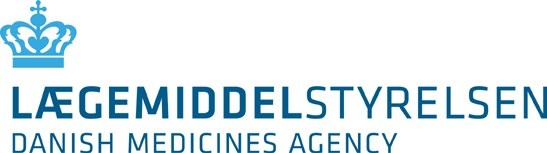 LÆGEMIDDELSTYRELSEN
DANISH MEDICINES AGENCY